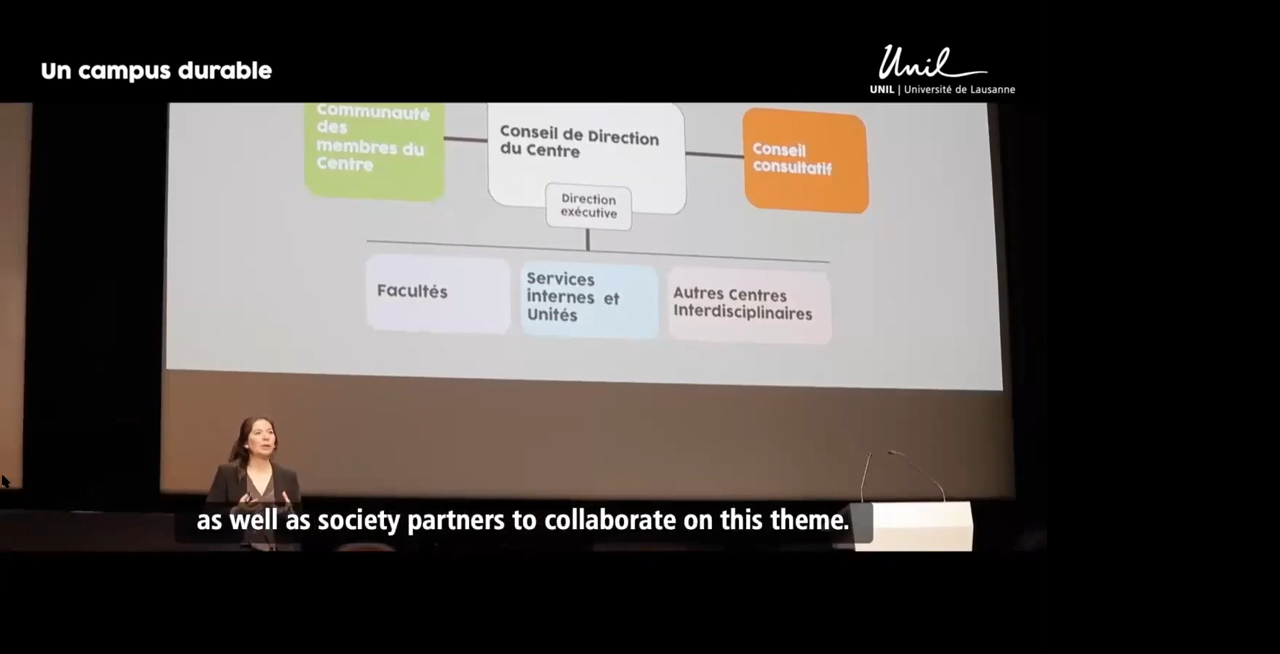 Un campus durable
Unil
UNIL | Université de Lausanne
Communauté
des
membres du
Centre
Conseil de Direction
du Centre
Conseil
consultatif
Direction
exécutive
Facultés
Services
internes et
Unités
Autres Centres
Interdisciplinaires
as well as society partners to collaborate on this theme.